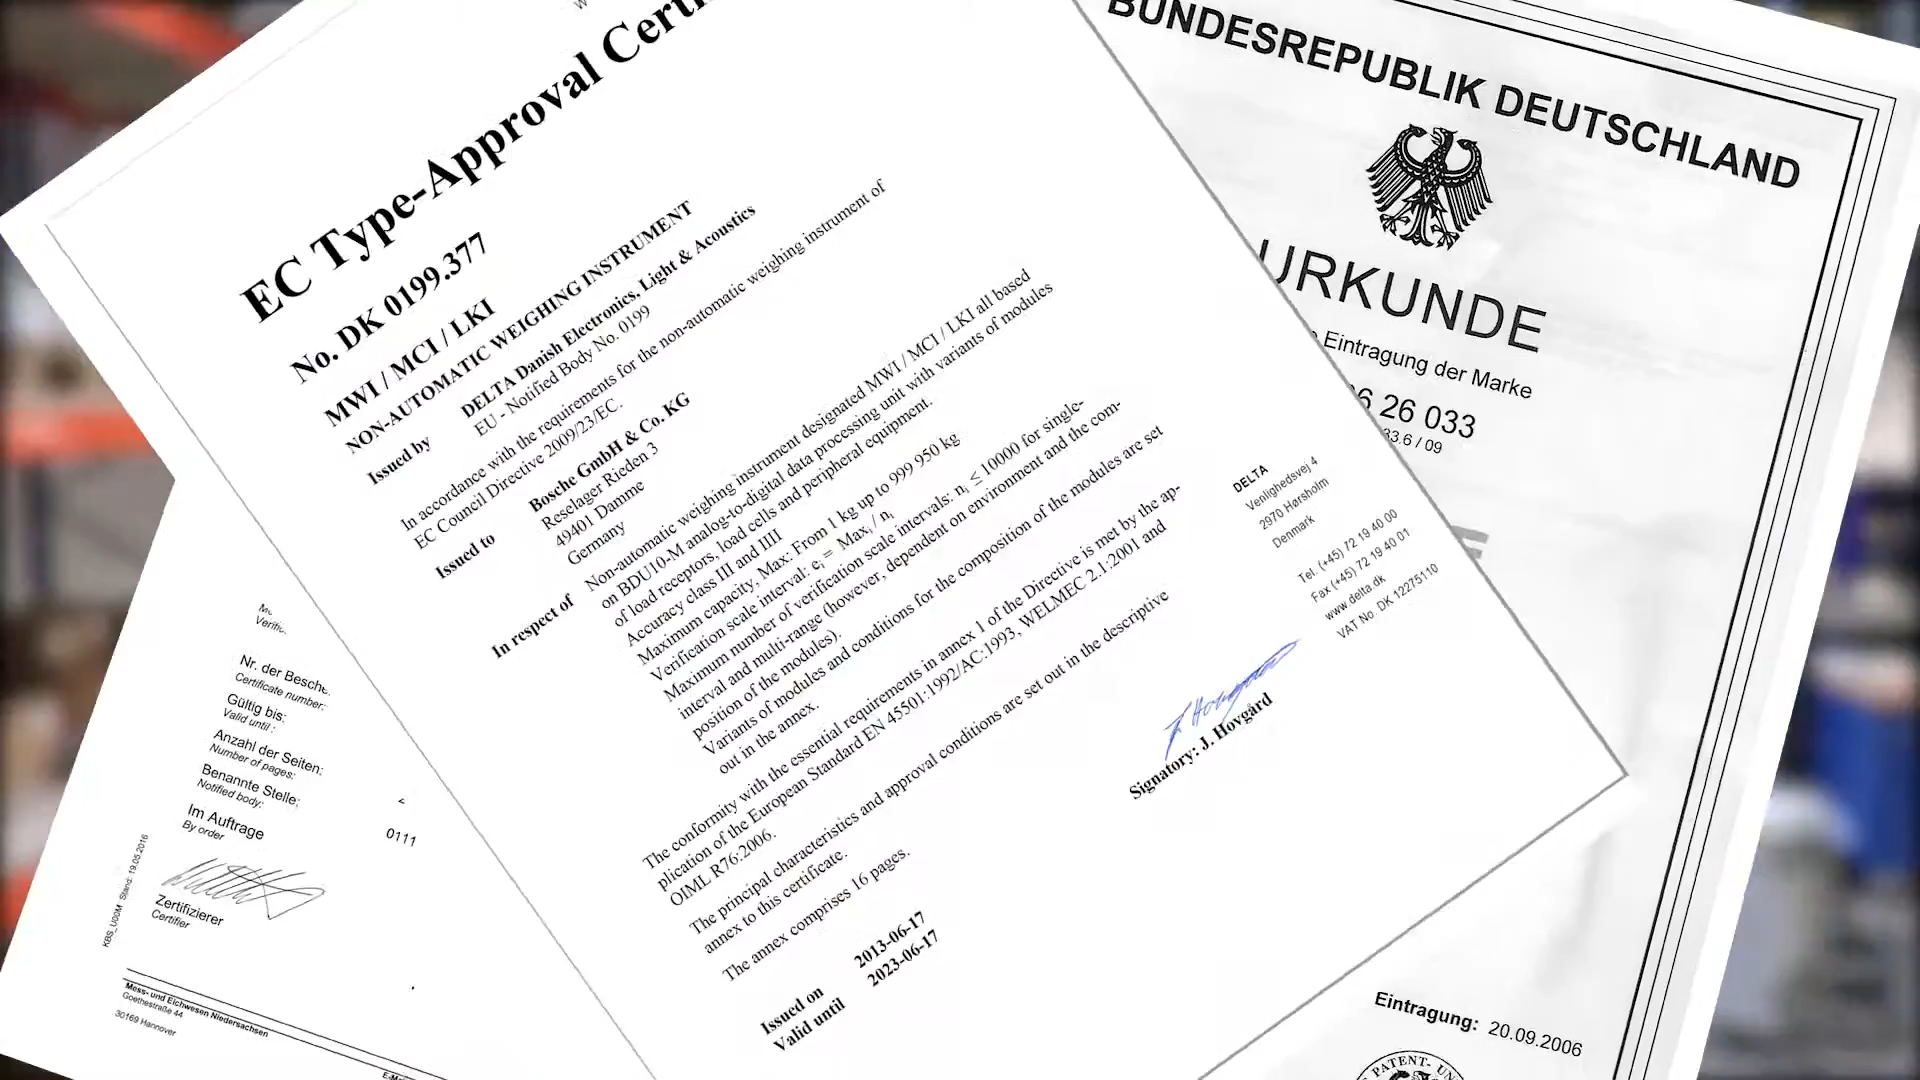 EC Type-Approval
No. DK 0199.377
MWI / MCI / LKI
NON-AUTOMATIC WEIGHING INSTRUMENT
Issued by
DELTA Danish Electronics, Light & Acoustics
EU - Notified Body No. 0199
In accordance with the requirements for the non-automatic weighing instrument of
EC Council Directive 2009/23/EC.
Issued to
Bosche GmbH & Co. KG
Reselager Rieden 3
49401 Damme
Germany
In respect of
Non-automatic weighing instrument designated MWI / MCI / LKI all based
on BDU10-M analog-to-digital data processing unit with variants of modules
of load receptors, load cells and peripheral equipment.
Accuracy class III and IIII
Maximum capacity, Max: From 1 kg up to 999 950 kg
Verification scale interval: ei = Maxi / ni
Maximum number of verification scale intervals: ni ≤ 10000 for single-
interval and multi-range (however, dependent on environment and the com-
position of the modules).
Variants of modules and conditions for the composition of the modules are set
out in the annex.
The conformity with the essential requirements in annex 1 of the Directive is met by the ap-
plication of the European Standard EN 45501:1992/AC:1993, WELMEC 2.1:2001 and
OIML R76:2006.
The principal characteristics and approval conditions are set out in the descriptive
annex to this certificate.
The annex comprises 16 pages.
Issued on 2013-06-17
Valid until 2023-06-17
Signatory: J. Hovgård
DELTA
Venlighedsvej 4
2970 Hørsholm
Denmark
Tel. (+45) 72 19 40 00
Fax (+45) 72 19 40 01
www.delta.dk
VAT No. DK 12275110
BUNDESREPUBLIK DEUTSCHLAND
URKUNDE
Eintragung der Marke
6 26 033
33.6 / 09
Eintragung: 20.09.2006
PATENT- UN
Nr. der Besche
Certificate number:
Gültig bis:
Valid until :
Anzahl der Seiten:
Number of pages:
Benannte Stelle:
Notified body:
0111
Im Auftrage
By order
Zertifizierer
Certifier
KBS_U00M Stand: 19.05.2016
Mess- und Eichwesen Niedersachsen
Goethestraße 44
30169 Hannover